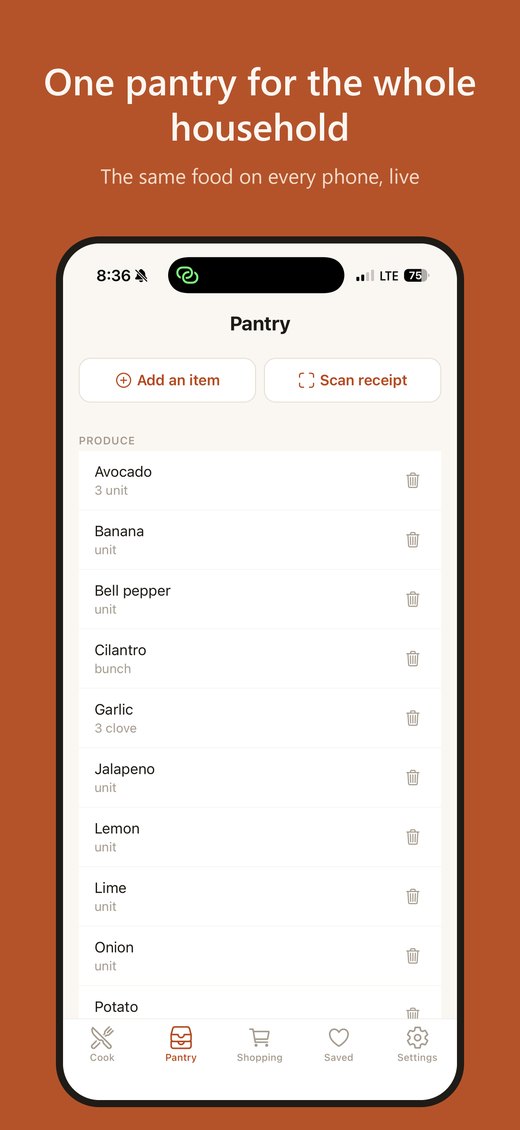 One pantry for the whole
household
The same food on every phone, live
8:36 LTE 75
Pantry
Add an item Scan receipt
PRODUCE
Avocado
3 unit
Banana
unit
Bell pepper
unit
Cilantro
bunch
Garlic
3 clove
Jalapeno
unit
Lemon
unit
Lime
unit
Onion
unit
Potato
Cook Pantry Shopping Saved Settings